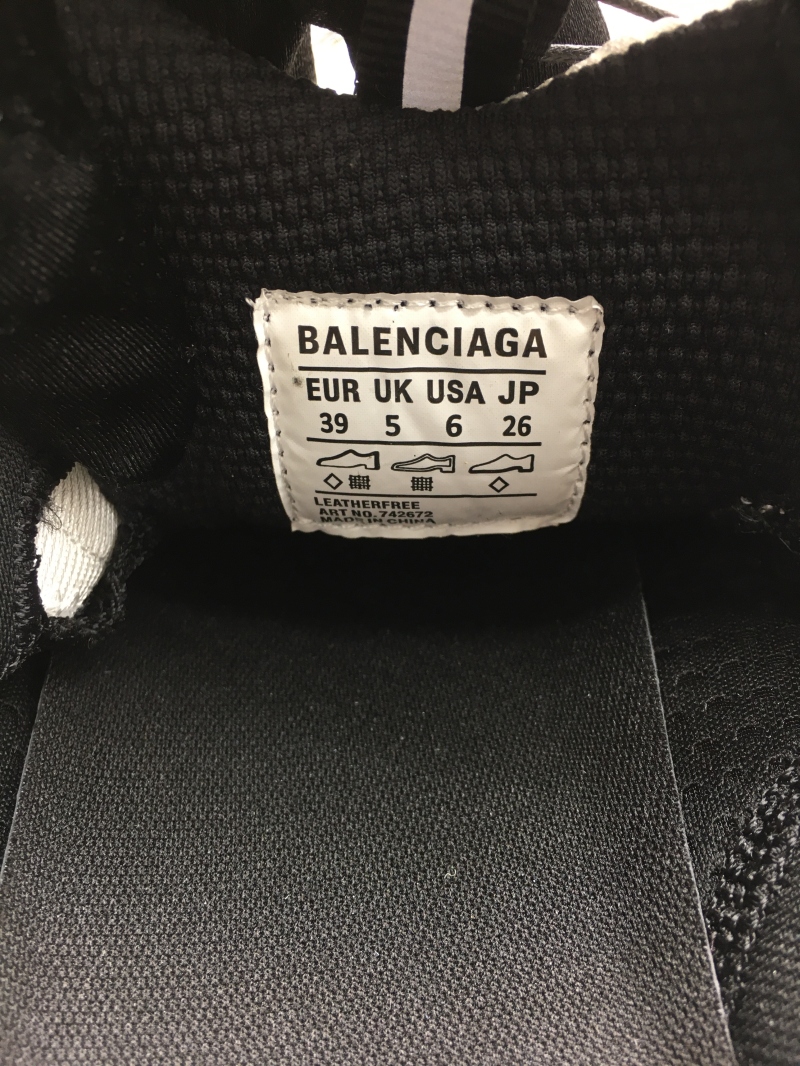 BALENCIAGA
EUR UK USA JP
39 5 6 26
LEATHERFREE
ART NO. 742672
MADE IN CHINA